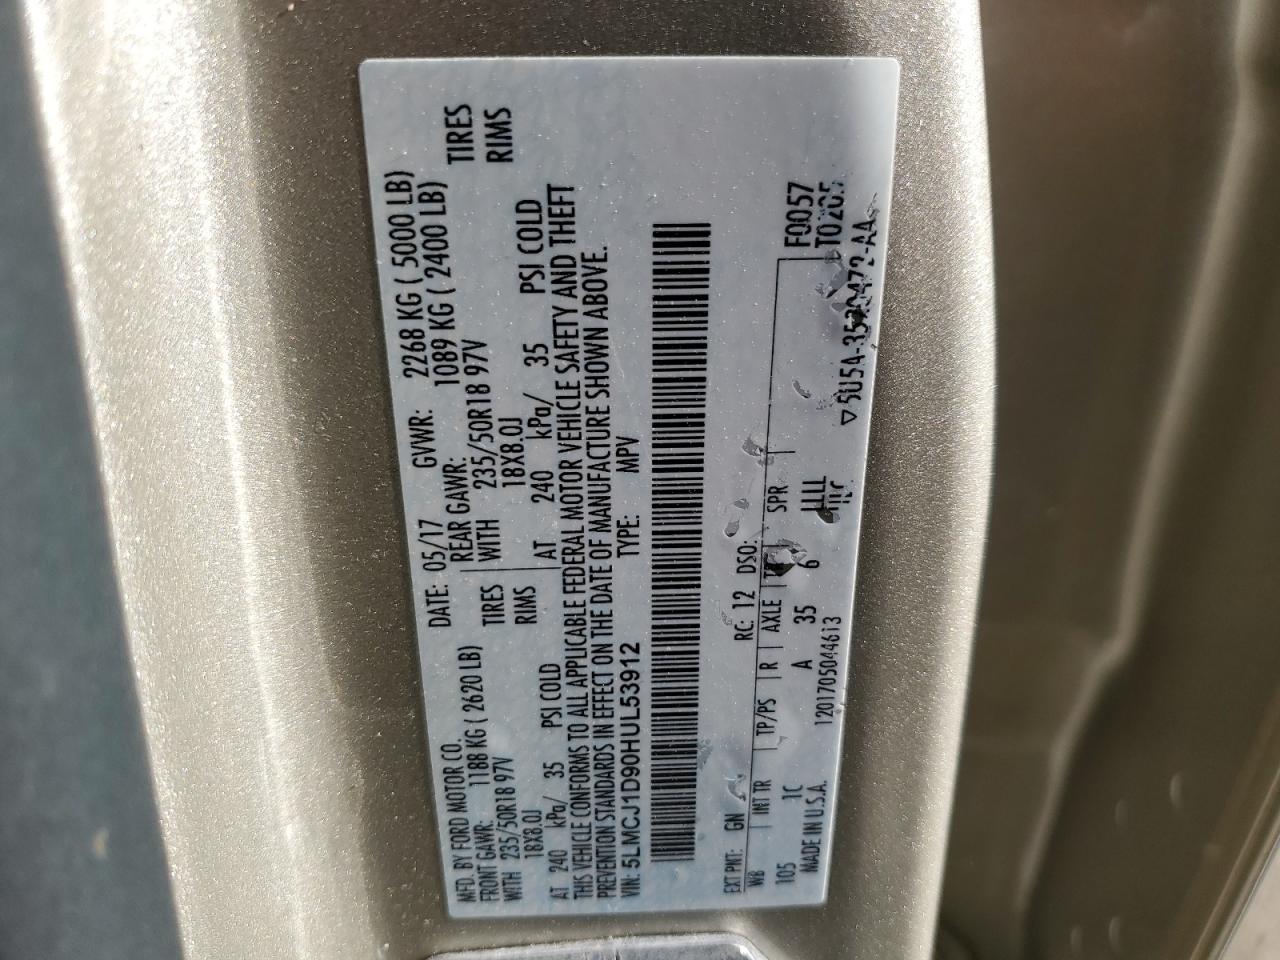 MFD. BY FORD MOTOR CO. DATE: 05/17 GVWR: 2268 KG ( 5000 LB)
FRONT GAWR: 1188 KG ( 2620 LB) REAR GAWR: 1089 KG ( 2400 LB)
WITH 235/50R18 97V TIRES WITH 235/50R18 97V TIRES
18X8.0J RIMS 18X8.0J RIMS
AT 240 kPa/ 35 PSI COLD AT 240 kPa/ 35 PSI COLD
THIS VEHICLE CONFORMS TO ALL APPLICABLE FEDERAL MOTOR VEHICLE SAFETY AND THEFT
PREVENTION STANDARDS IN EFFECT ON THE DATE OF MANUFACTURE SHOWN ABOVE.
VIN: 5LMCJ1D90HUL53912 TYPE: MPV
EXT PNT: GN RC: 12 DSO:
WB INT TR TP/PS R AXLE SPR F0057
105 1C A 35 6
MADE IN U.S.A. 1201705044613